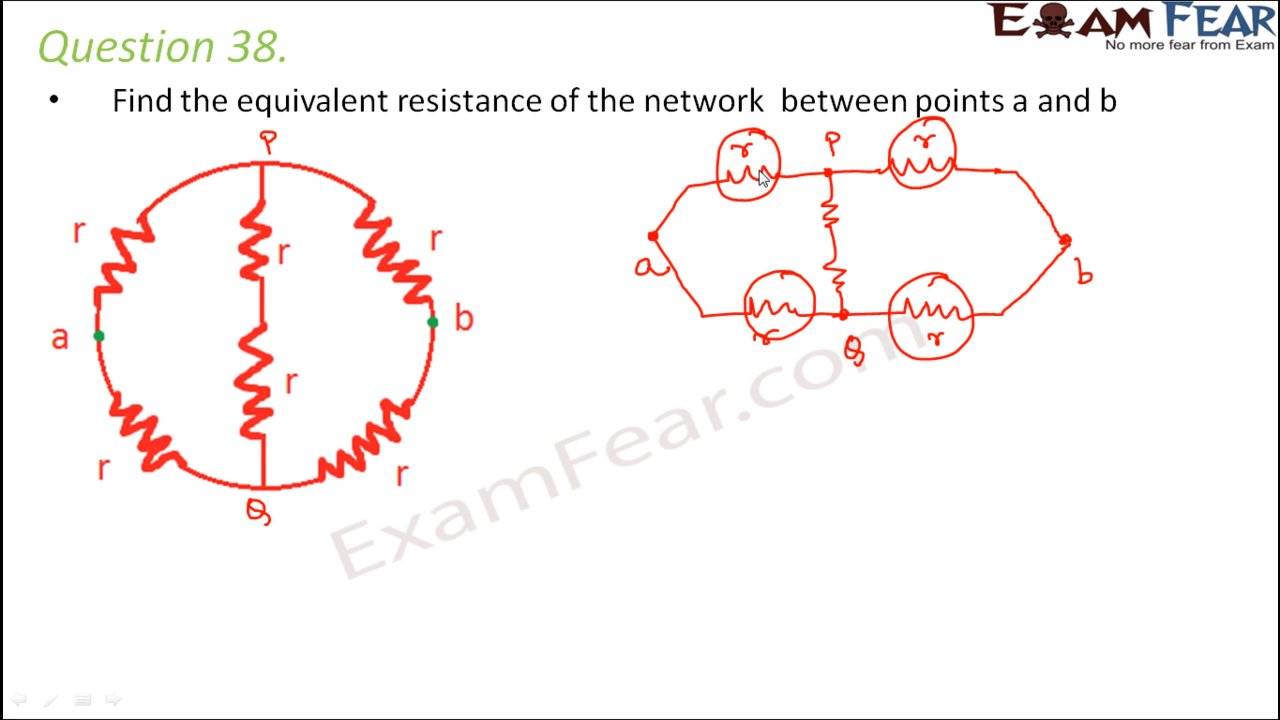 EXAM FEAR
No more fear from Exam
Question 38.
• Find the equivalent resistance of the network between points a and b
P
r
r
r
a
b
r
r
r
Q
r
P
r
a
b
r
Q
r
ExamFear.com